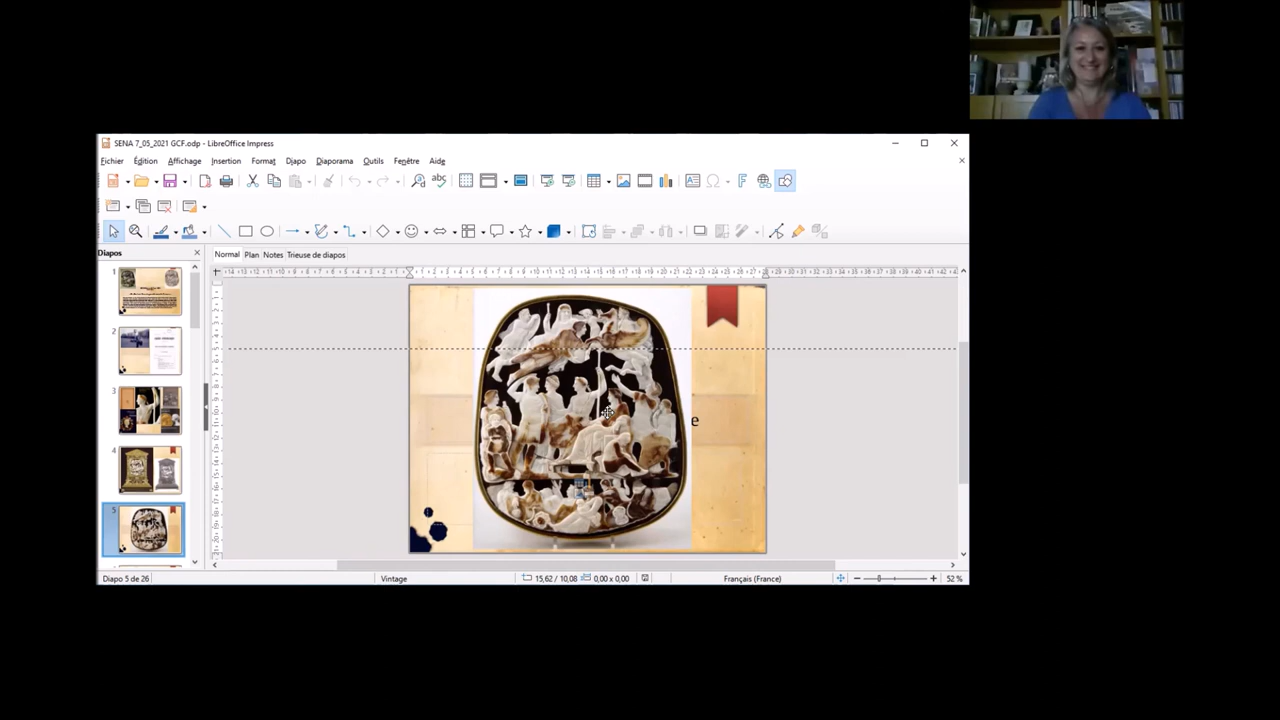 SENA 7_05_2021 GCF.odp - LibreOffice Impress
Fichier Édition Affichage Insertion Format Diapo Diaporama Outils Fenêtre Aide
Diapos
Normal Plan Notes Trieuse de diapos
1
2
3
4
5
e
Diapo 5 de 26 Vintage 15,62 / 10,08 0,00 x 0,00 Français (France) 52 %